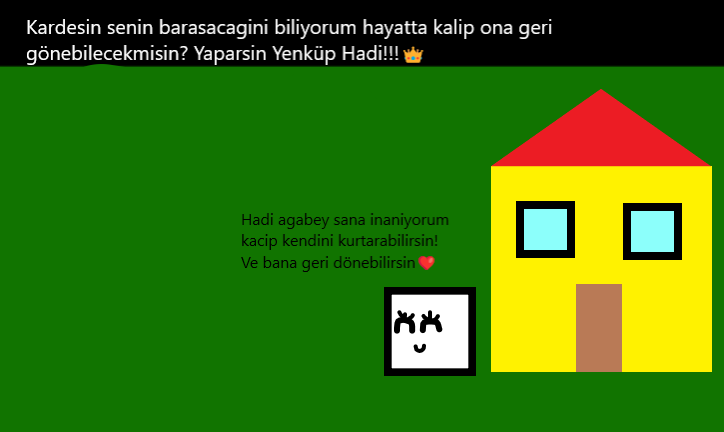 Kardesin senin barasacagini biliyorum hayatta kalip ona geri
gönebilecekmisin? Yaparsin Yenküp Hadi!!!👑
Hadi agabey sana inaniyorum
kacip kendini kurtarabilirsin!
Ve bana geri dönebilirsin❤️